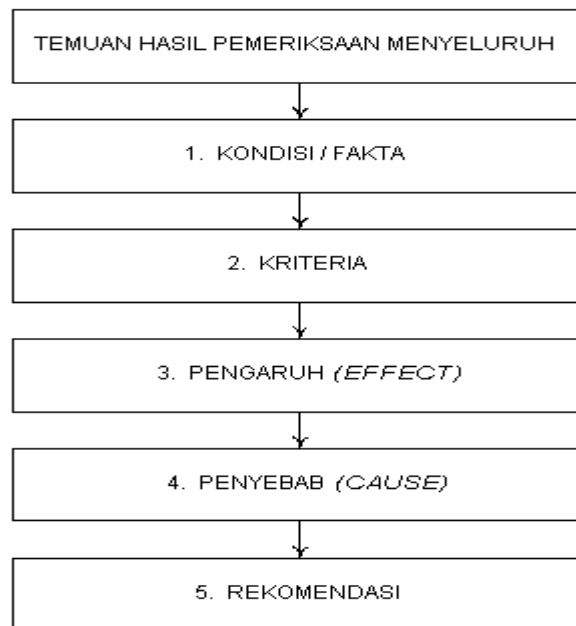 TEMUAN HASIL PEMERIKSAAN MENYELURUH
1. KONDISI / FAKTA
2. KRITERIA
3. PENGARUH (EFFECT)
4. PENYEBAB (CAUSE)
5. REKOMENDASI